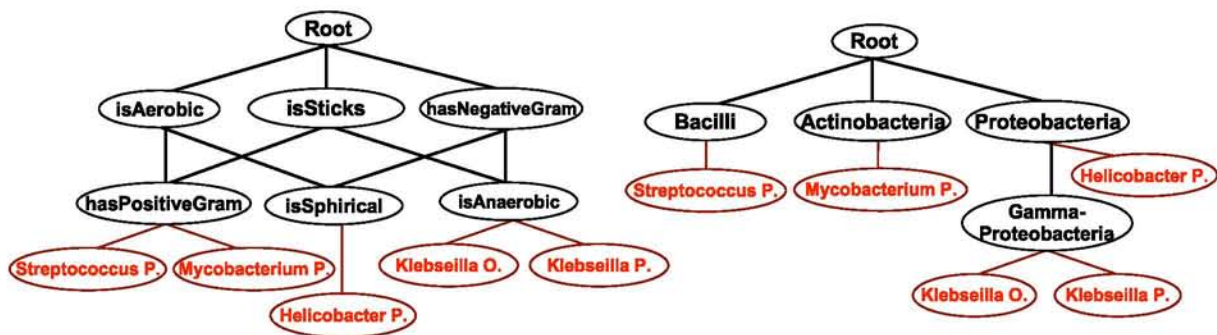 Root
isAerobic
isSticks
hasNegativeGram
hasPositiveGram
isSphirical
isAnaerobic
Streptococcus P.
Mycobacterium P.
Klebseilla O.
Klebseilla P.
Helicobacter P.
Root
Bacilli
Actinobacteria
Proteobacteria
Streptococcus P.
Mycobacterium P.
Helicobacter P.
Gamma-
Proteobacteria
Klebseilla O.
Klebseilla P.